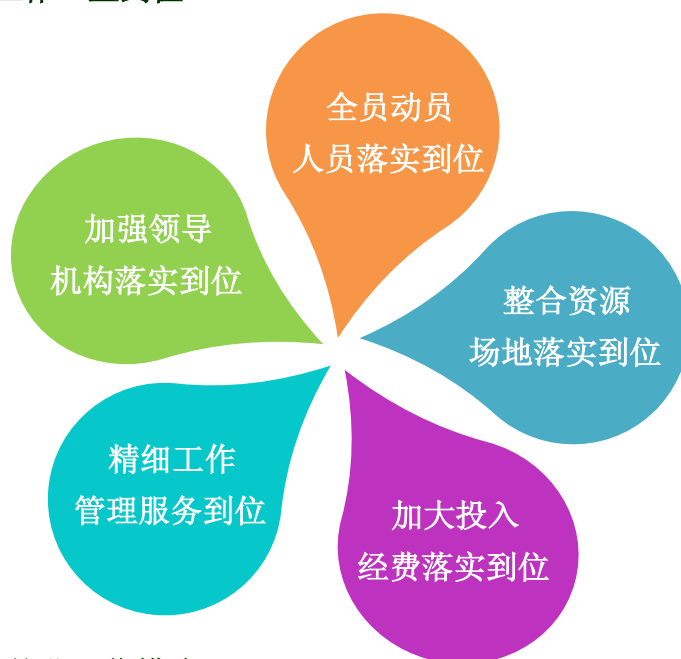 全员动员
人员落实到位
加强领导
机构落实到位
整合资源
场地落实到位
精细工作
管理服务到位
加大投入
经费落实到位